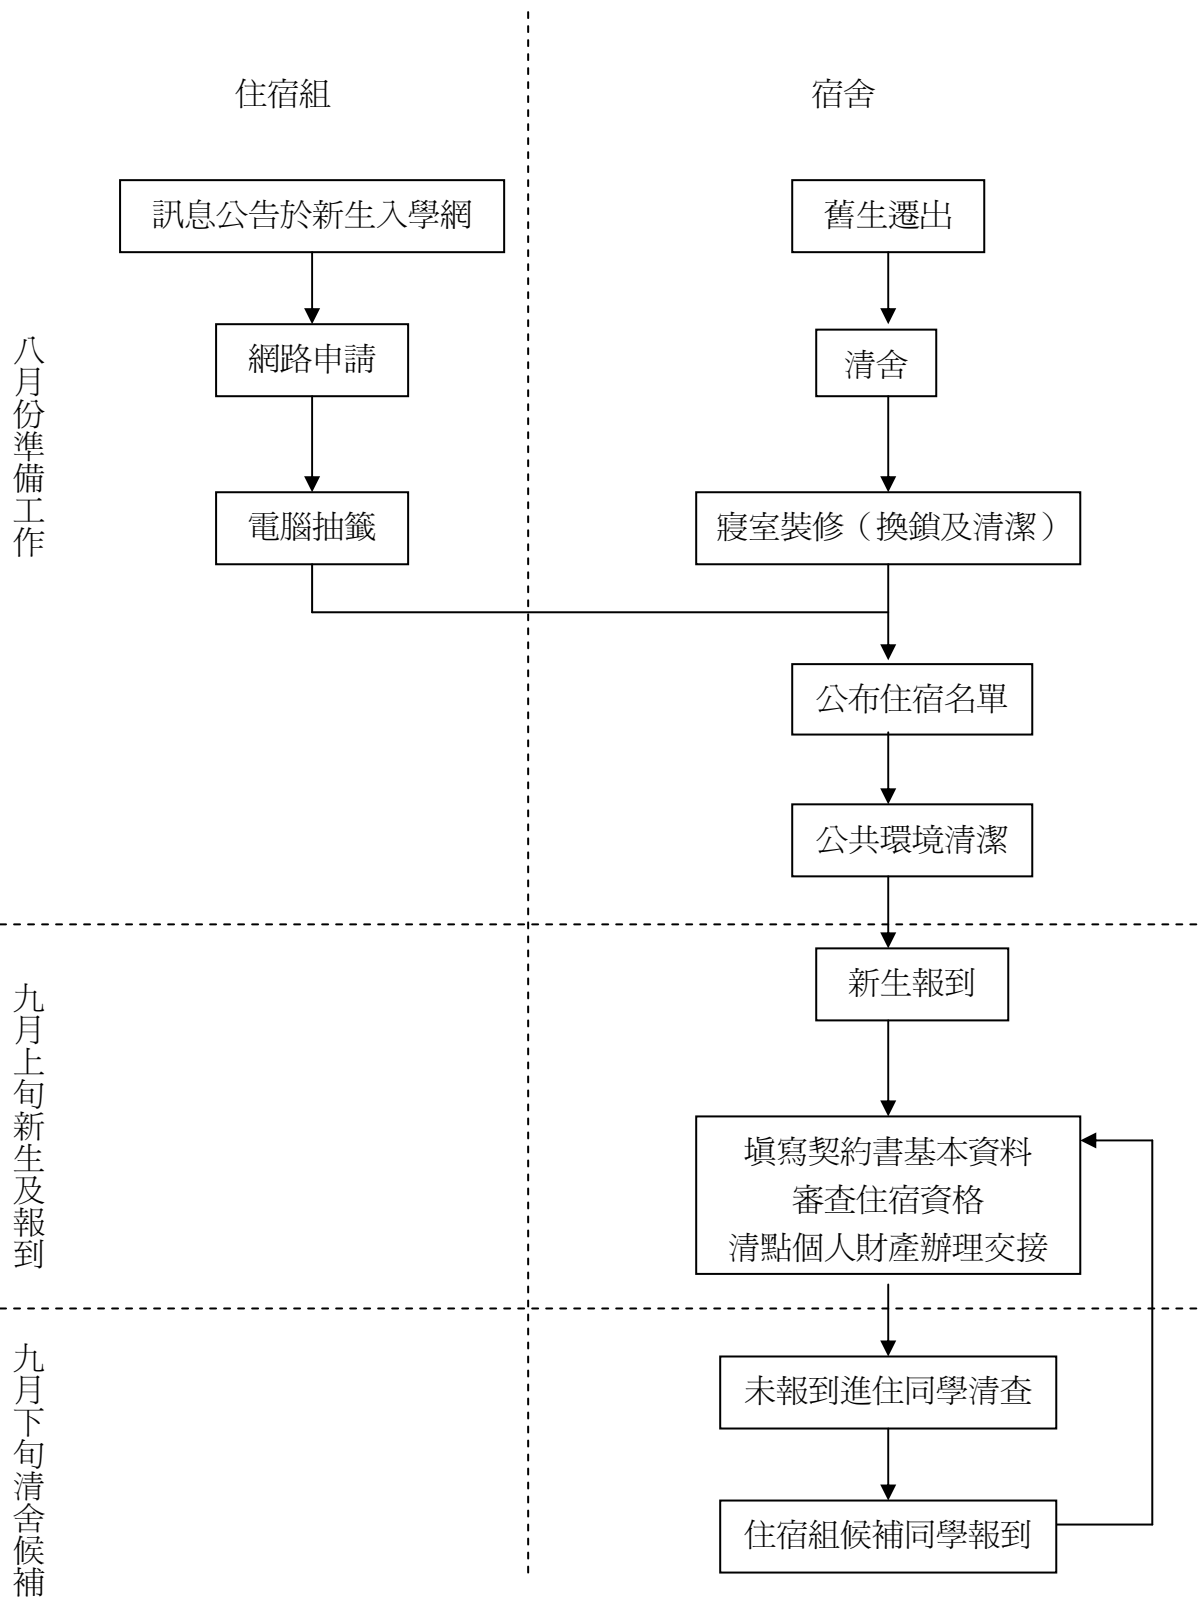 住宿組
宿舍
訊息公告於新生入學網
舊生遷出
八月份準備工作
網路申請
清舍
電腦抽籤
寢室裝修（換鎖及清潔）
公布住宿名單
公共環境清潔
九月上旬新生及報到
新生報到
填寫契約書基本資料
審查住宿資格
清點個人財產辦理交接
九月下旬清舍候補
未報到進住同學清查
住宿組候補同學報到